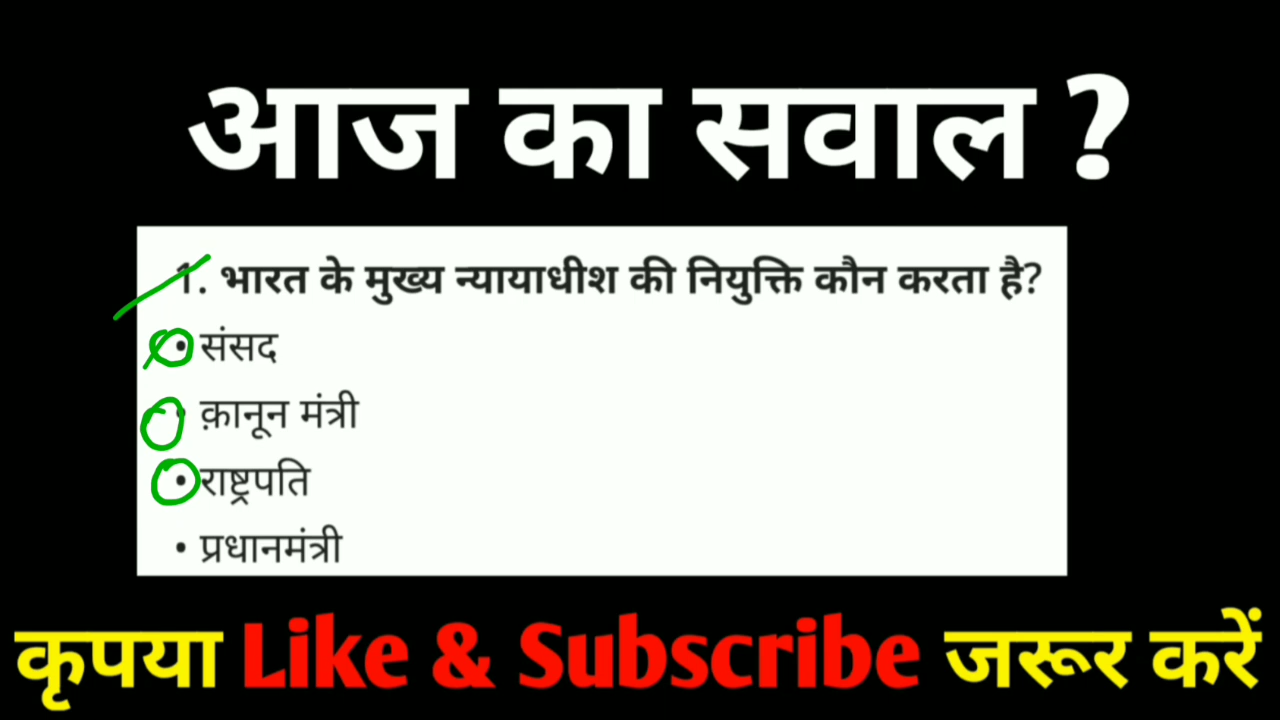 आज का सवाल ?
1. भारत के मुख्य न्यायाधीश की नियुक्ति कौन करता है?
• संसद
• क़ानून मंत्री
• राष्ट्रपति
• प्रधानमंत्री
कृपया Like & Subscribe जरूर करें